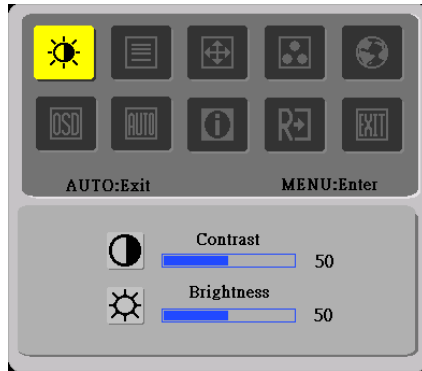 OSD AUTO i R EXIT
AUTO:Exit MENU:Enter
Contrast
50
Brightness
50